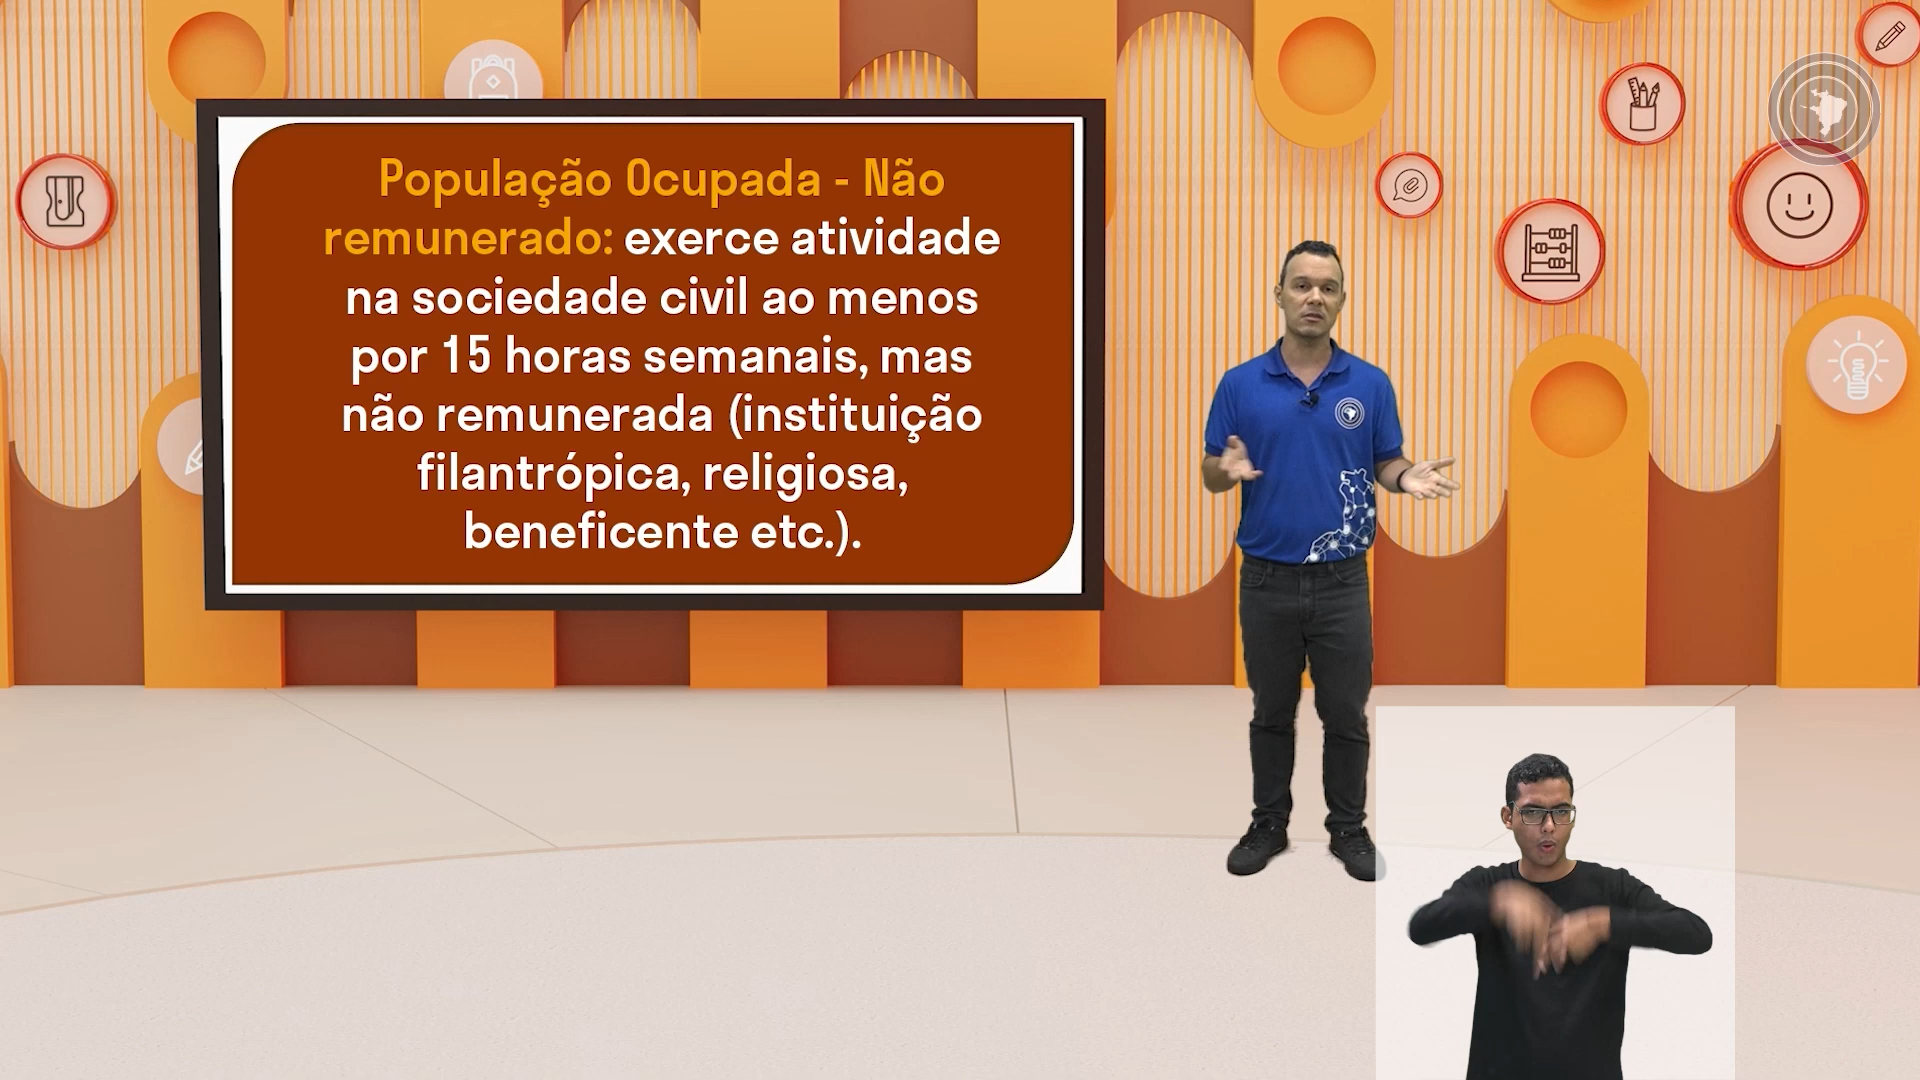 População Ocupada - Não
remunerado: exerce atividade
na sociedade civil ao menos
por 15 horas semanais, mas
não remunerada (instituição
filantrópica, religiosa,
beneficente etc.).